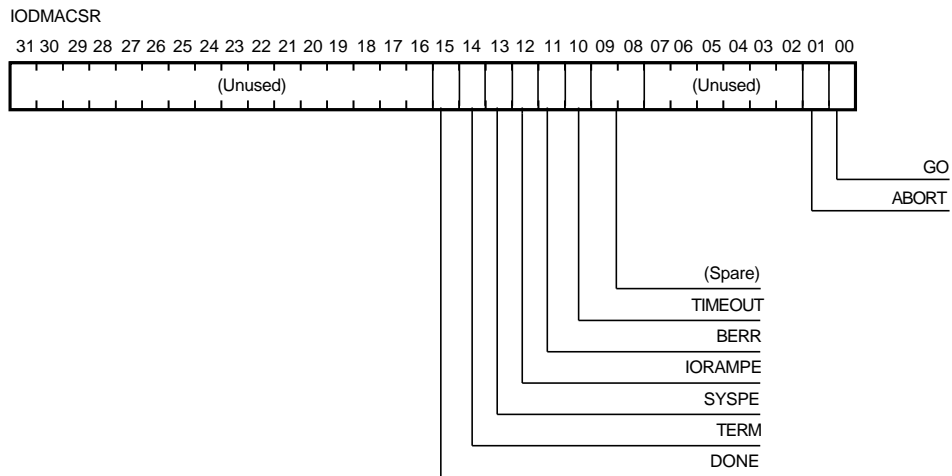 IODMACSR
31 30 29 28 27 26 25 24 23 22 21 20 19 18 17 16 15 14 13 12 11 10 09 08 07 06 05 04 03 02 01 00
(Unused) (Unused)
GO
ABORT
(Spare)
TIMEOUT
BERR
IORAMPE
SYSPE
TERM
DONE